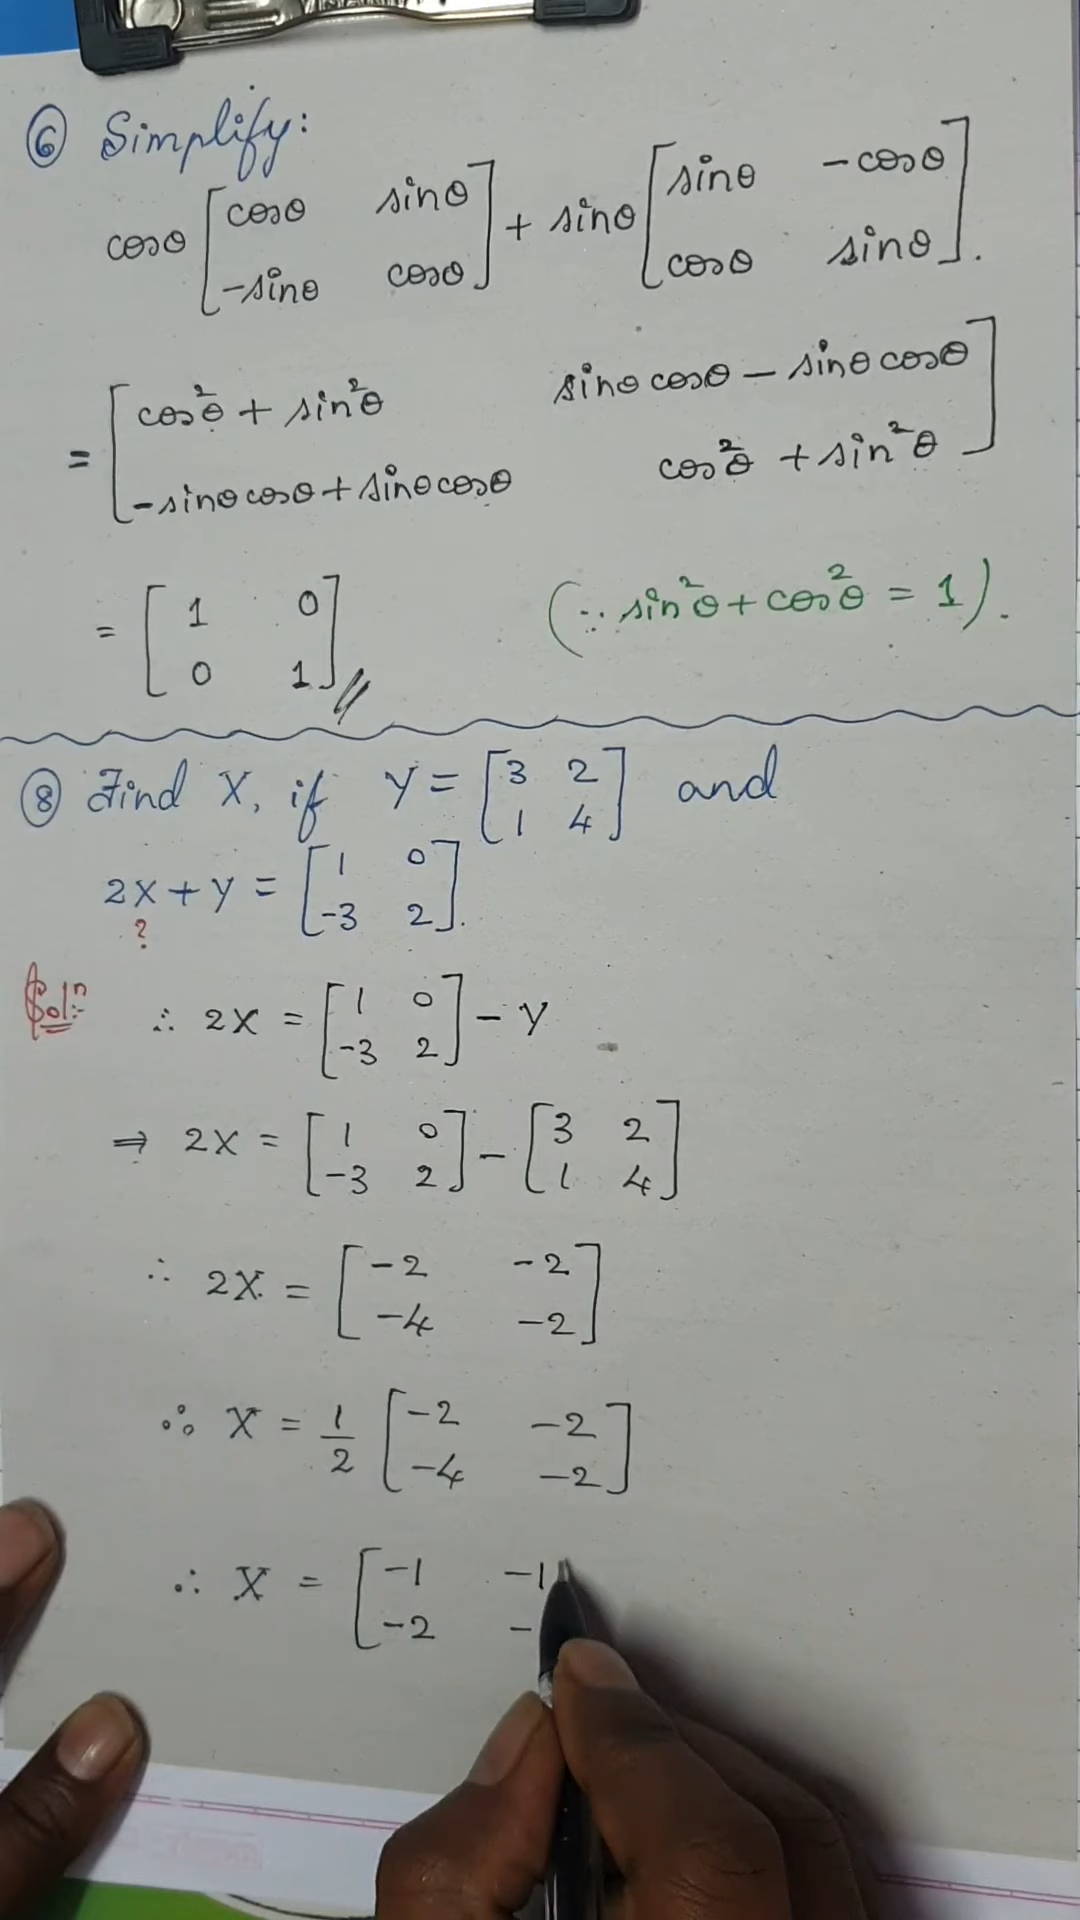 ⑥ Simplify:
cosθ [cosθ sinθ; -sinθ cosθ] + sinθ [sinθ -cosθ; cosθ sinθ].
= [cos²θ + sin²θ sinθ cosθ - sinθ cosθ; -sinθ cosθ + sinθ cosθ cos²θ + sin²θ]
= [1 0; 0 1] (∵ sin²θ + cos²θ = 1).
⑧ Find X, if Y = [3 2; 1 4] and
2X + Y = [1 0; -3 2].
?
Solⁿ:-
∴ 2X = [1 0; -3 2] - Y
⇒ 2X = [1 0; -3 2] - [3 2; 1 4]
∴ 2X = [-2 -2; -4 -2]
∴ X = 1/2 [-2 -2; -4 -2]
∴ X = [-1 -1; -2 -